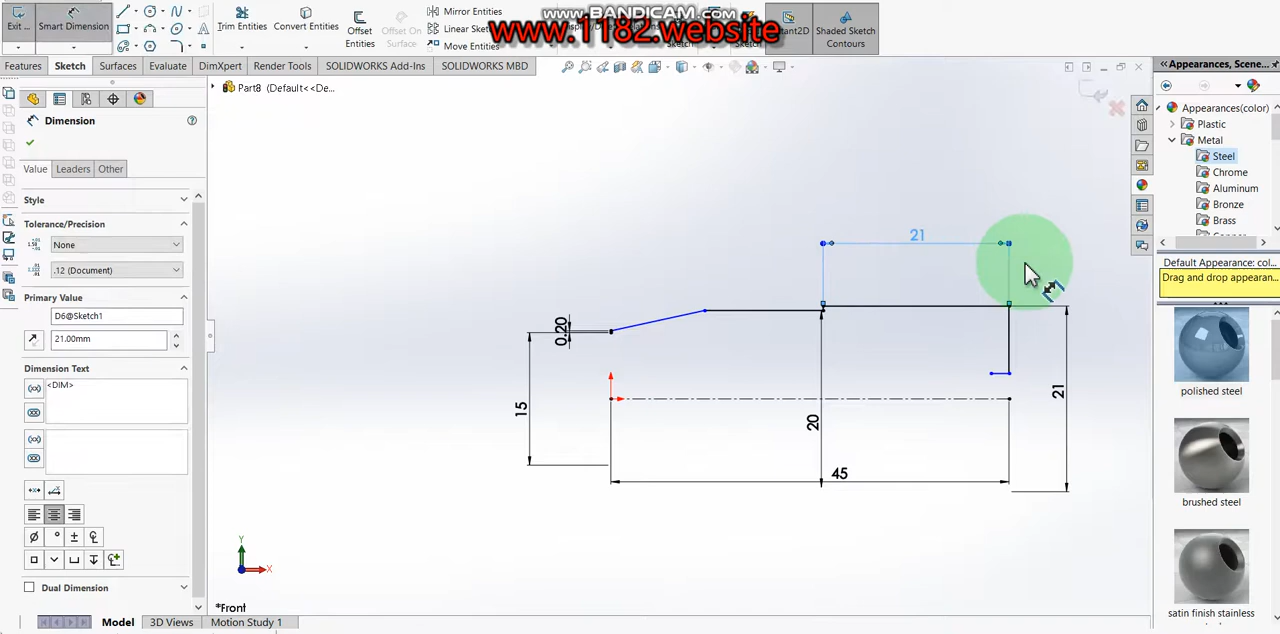 www.BANDICAM.com
www.1182.website
Exit ...
Smart Dimension
Trim Entities
Convert Entities
Offset Entities
Offset On Surface
Mirror Entities
Linear Sketch
Move Entities
Instant2D
Shaded Sketch Contours
Features
Sketch
Surfaces
Evaluate
DimXpert
Render Tools
SOLIDWORKS Add-Ins
SOLIDWORKS MBD
Part8 (Default<<De...
Dimension
Value
Leaders
Other
Style
Tolerance/Precision
None
.12 (Document)
Primary Value
D6@Sketch1
21.00mm
Dimension Text
<DIM>
Dual Dimension
21
0.20
15
20
21
45
Y
X
*Front
Model
3D Views
Motion Study 1
Appearances, Scene...
Appearances(color)
Plastic
Metal
Steel
Chrome
Aluminum
Bronze
Brass
Default Appearance: col...
Drag and drop appearan...
polished steel
brushed steel
satin finish stainless